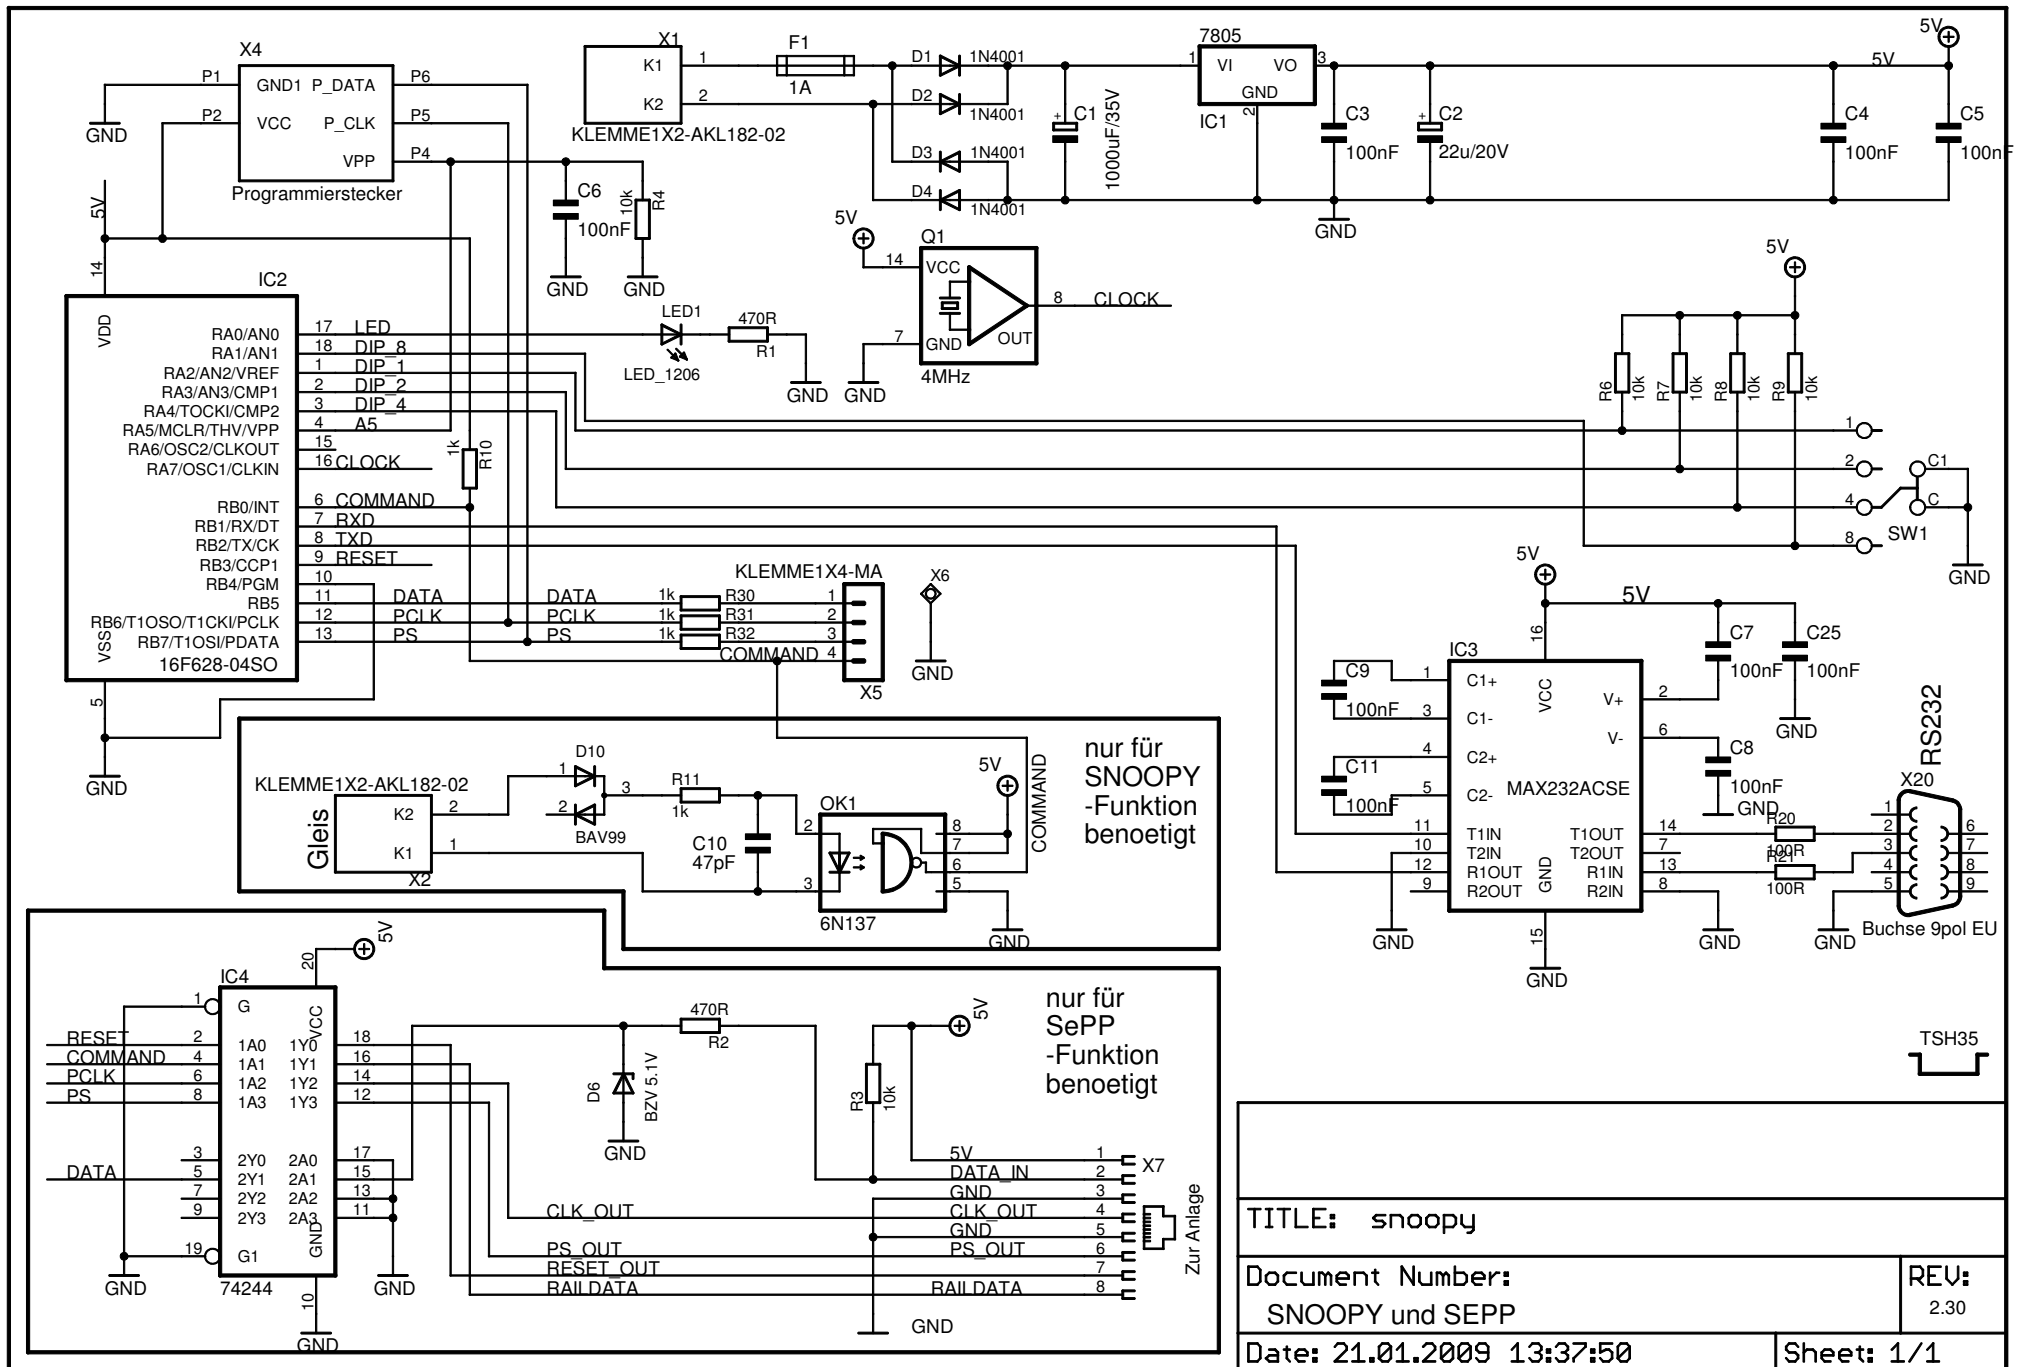 X4
P1 GND1 P_DATA P6
P2 VCC P_CLK P5
VPP P4
Programmierstecker
GND
5V
C6
100nF
R4
10k
GND
GND
X1
K1 1
K2 2
KLEMME1X2-AKL182-02
F1
1A
D1 1N4001
D2 1N4001
D3 1N4001
D4 1N4001
C1
+
1000uF/35V
7805
1 VI VO 3
GND
2
IC1
C3
100nF
C2
+
22u/20V
C4
100nF
C5
100nF
5V
5V
GND
14
IC2
VDD
RA0/AN0 17 LED
RA1/AN1 18 DIP_8
RA2/AN2/VREF 1 DIP_1
RA3/AN3/CMP1 2 DIP_2
RA4/TOCKI/CMP2 3 DIP_4
RA5/MCLR/THV/VPP 4 A5
RA6/OSC2/CLKOUT 15
RA7/OSC1/CLKIN 16 CLOCK
RB0/INT 6 COMMAND
RB1/RX/DT 7 RXD
RB2/TX/CK 8 TXD
RB3/CCP1 9 RESET
RB4/PGM 10
RB5 11 DATA DATA 1k R30 1
RB6/T1OSO/T1CKI/PCLK 12 PCLK PCLK 1k R31 2
RB7/T1OSI/PDATA 13 PS PS 1k R32 3
COMMAND 4
VSS
16F628-04SO
5
GND
1k
R10
LED1
LED_1206
470R
R1
GND
5V
Q1
14 VCC
7 GND
OUT
8 CLOCK
4MHz
GND
KLEMME1X4-MA
X5
X6
GND
5V
R6 10k
R7 10k
R8 10k
R9 10k
1
2
4
8
C1
C
SW1
GND
5V
5V
16
IC3
C9
100nF
C11
100nF
1 C1+
3 C1-
4 C2+
5 C2-
VCC
V+ 2
V- 6
MAX232ACSE
11 T1IN T1OUT 14
10 T2IN T2OUT 7
12 R1OUT R1IN 13
9 R2OUT R2IN 8
GND
15
GND
GND
GND
C7
100nF
C25
100nF
GND
C8
100nF
GND
R20
100R
R21
100R
RS232
X20
1
2
3
4
5
6
7
8
9
GND
Buchse 9pol EU
KLEMME1X2-AKL182-02
Gleis
K2 2
K1 1
X2
D10
1
2
3
BAV99
R11
1k
C10
47pF
OK1
2
3
8
7
6
5
6N137
5V
COMMAND
GND
nur für
SNOOPY
-Funktion
benoetigt
5V
20
IC4
1 G
VCC
RESET 2 1A0 1Y0 18
COMMAND 4 1A1 1Y1 16
PCLK 6 1A2 1Y2 14
PS 8 1A3 1Y3 12
3 2Y0 2A0 17
DATA 5 2Y1 2A1 15
7 2Y2 2A2 13
9 2Y3 2A3 11
GND
19 G1
74244
10
GND
GND
GND
D6
BZV 5.1V
GND
470R
R2
R3
10k
5V
nur für
SePP
-Funktion
benoetigt
5V 1
DATA_IN 2
GND 3
CLK_OUT CLK_OUT 4
GND 5
PS_OUT PS_OUT 6
RESET_OUT 7
RAILDATA RAILDATA 8
X7
Zur Anlage
GND
TSH35
TITLE: snoopy
Document Number:
SNOOPY und SEPP
REV:
2.30
Date: 21.01.2009 13:37:50
Sheet: 1/1